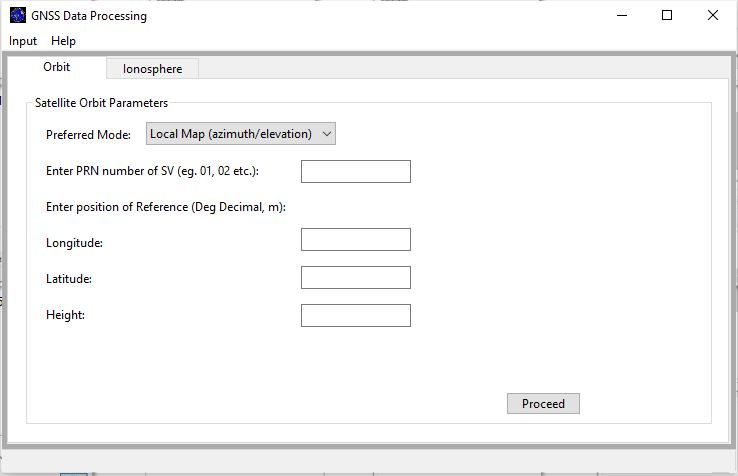 GNSS Data Processing
Input Help
Orbit Ionosphere
Satellite Orbit Parameters
Preferred Mode: Local Map (azimuth/elevation)
Enter PRN number of SV (eg. 01, 02 etc.):
Enter position of Reference (Deg Decimal, m):
Longitude:
Latitude:
Height:
Proceed